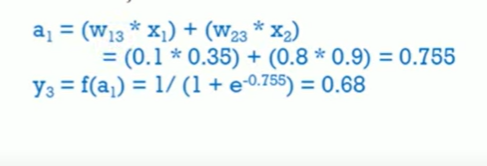 a₁ = (w₁₃ * x₁) + (w₂₃ * x₂)
= (0.1 * 0.35) + (0.8 * 0.9) = 0.755
y₃ = f(a₁) = 1/ (1 + e⁻⁰·⁷⁵⁵) = 0.68